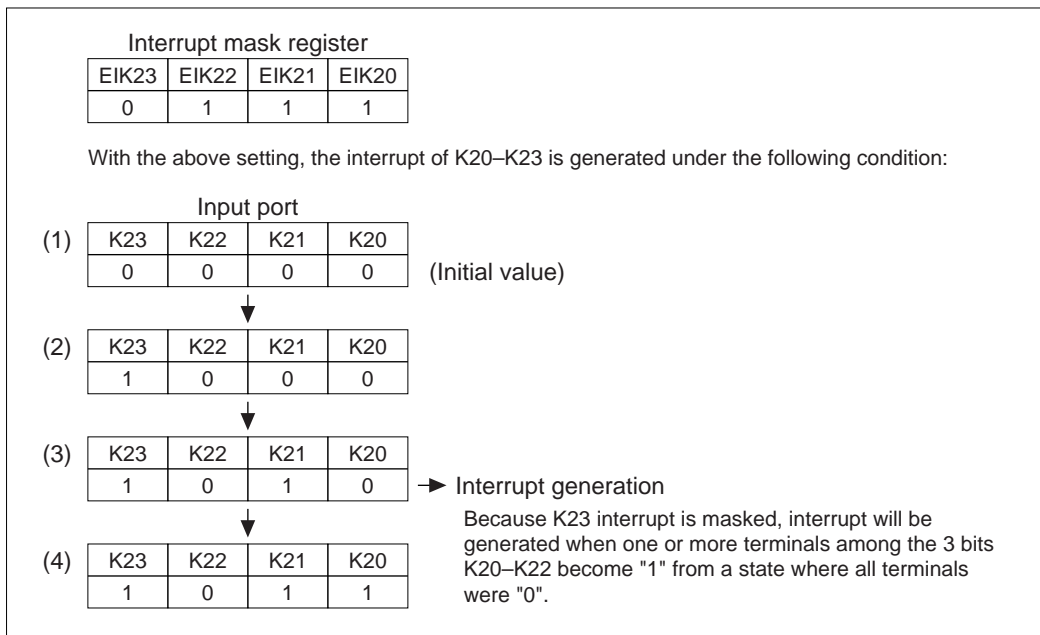 Interrupt mask register
EIK23 EIK22 EIK21 EIK20
0 1 1 1
With the above setting, the interrupt of K20–K23 is generated under the following condition:
Input port
(1) K23 K22 K21 K20
0 0 0 0 (Initial value)
(2) K23 K22 K21 K20
1 0 0 0
(3) K23 K22 K21 K20
1 0 1 0 Interrupt generation
Because K23 interrupt is masked, interrupt will be
generated when one or more terminals among the 3 bits
K20–K22 become "1" from a state where all terminals
were "0".
(4) K23 K22 K21 K20
1 0 1 1